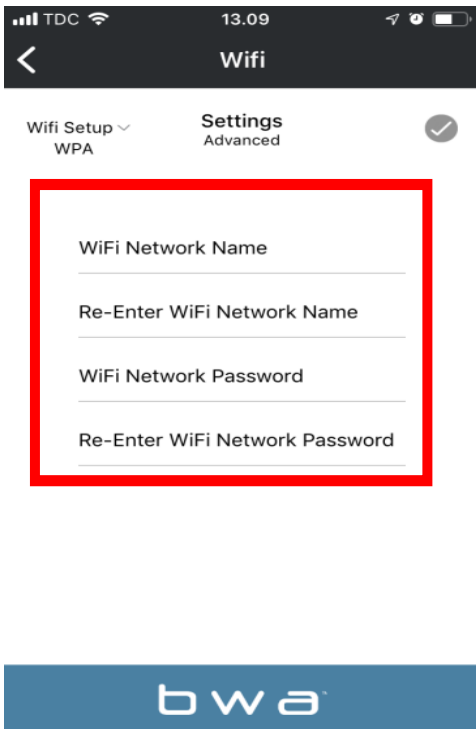 TDC 13.09
Wifi
Wifi Setup
WPA
Settings
Advanced
WiFi Network Name
Re-Enter WiFi Network Name
WiFi Network Password
Re-Enter WiFi Network Password
bwa